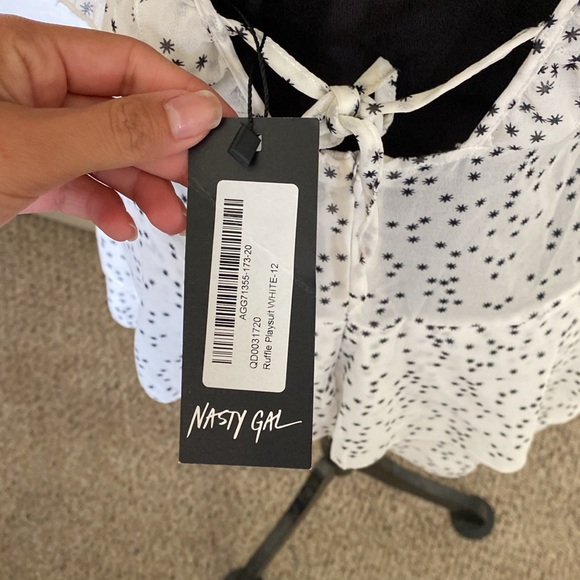 AGG71355-173-20
QD0031720
Ruffle Playsuit WHITE-12
NASTY GAL